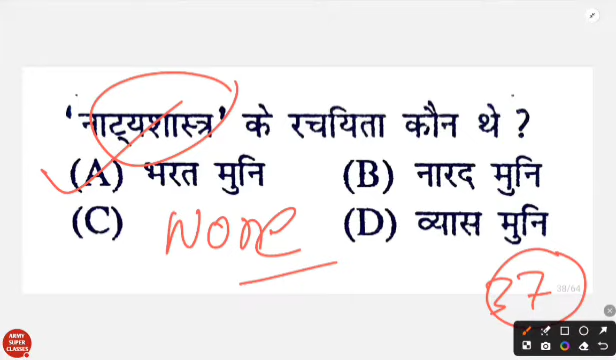 'नाट्यशास्त्र' के रचयिता कौन थे ?
(A) भरत मुनि (B) नारद मुनि
(C) None (D) व्यास मुनि
37
38/64
ARMY
SUPER
CLASSES